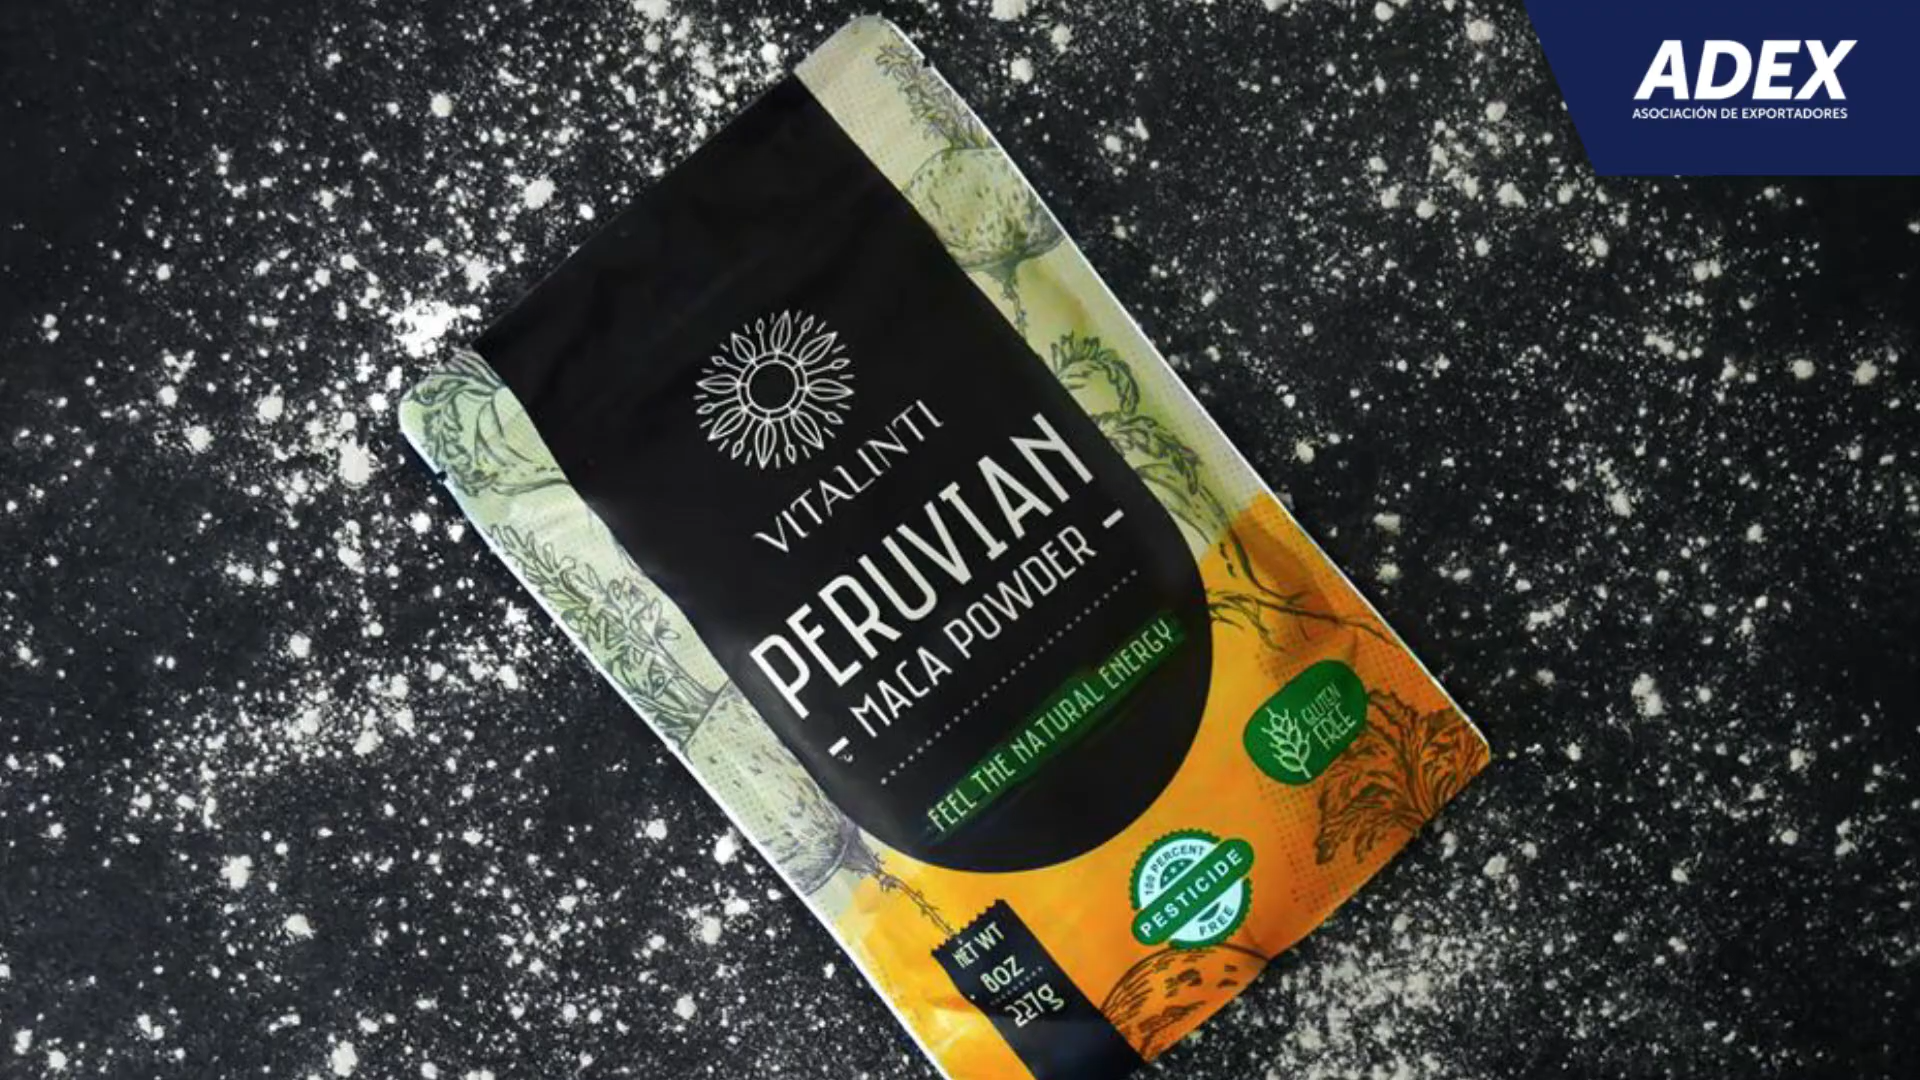 ADEX
ASOCIACIÓN DE EXPORTADORES
VITALINTI
PERUVIAN
- MACA POWDER -
FEEL THE NATURAL ENERGY
GLUTEN
FREE
100 PERCENT
PESTICIDE
FREE
NET WT
8OZ
227g